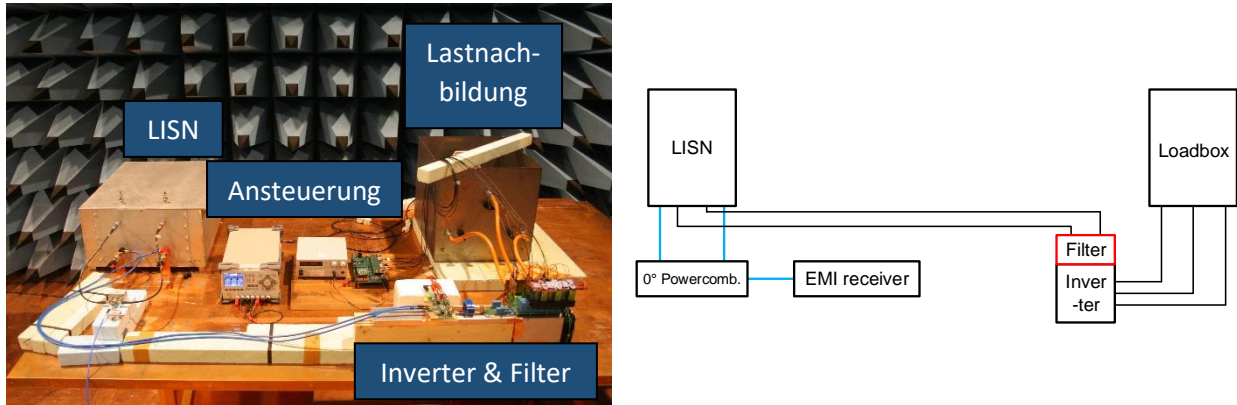 Lastnach-
bildung
LISN
Ansteuerung
Inverter & Filter
LISN
Loadbox
Filter
0° Powercomb.
EMI receiver
Inver
-ter